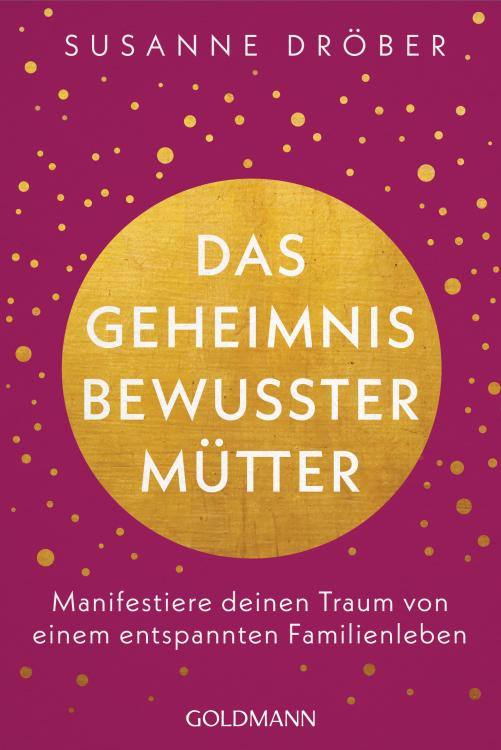 SUSANNE DRÖBER
DAS
GEHEIMNIS
BEWUSSTER
MÜTTER
Manifestiere deinen Traum von
einem entspannten Familienleben
GOLDMANN